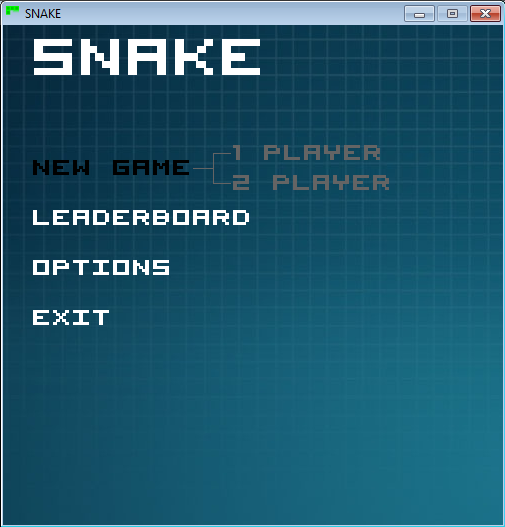 SNAKE
SNAKE
NEW GAME
1 PLAYER
2 PLAYER
LEADERBOARD
OPTIONS
EXIT